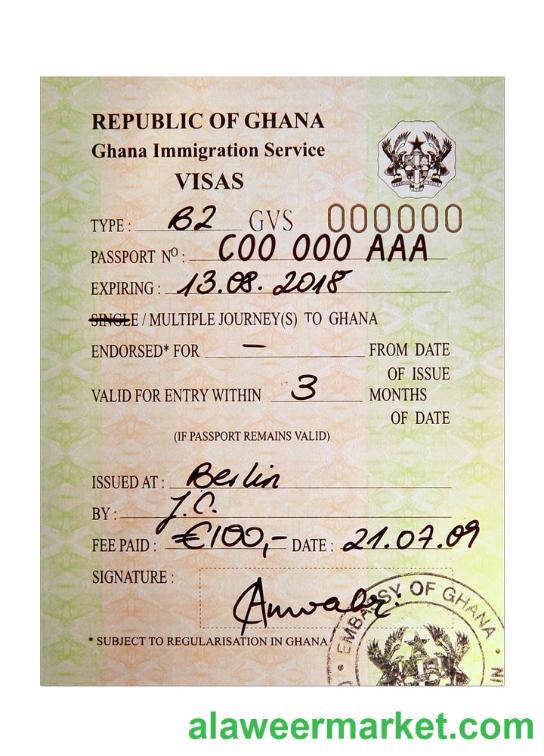 REPUBLIC OF GHANA
Ghana Immigration Service
VISAS
TYPE : B2 GVS 000000
PASSPORT Nº : C00 000 AAA
EXPIRING : 13.08.2018
SINGLE / MULTIPLE JOURNEY(S) TO GHANA
ENDORSED* FOR — FROM DATE
OF ISSUE
VALID FOR ENTRY WITHIN 3 MONTHS
OF DATE
(IF PASSPORT REMAINS VALID)
ISSUED AT : Berlin
BY : J.C.
FEE PAID : €100,- DATE : 21.07.09
SIGNATURE :
* SUBJECT TO REGULARISATION IN GHANA
EMBASSY OF GHANA
alaweermarket.com